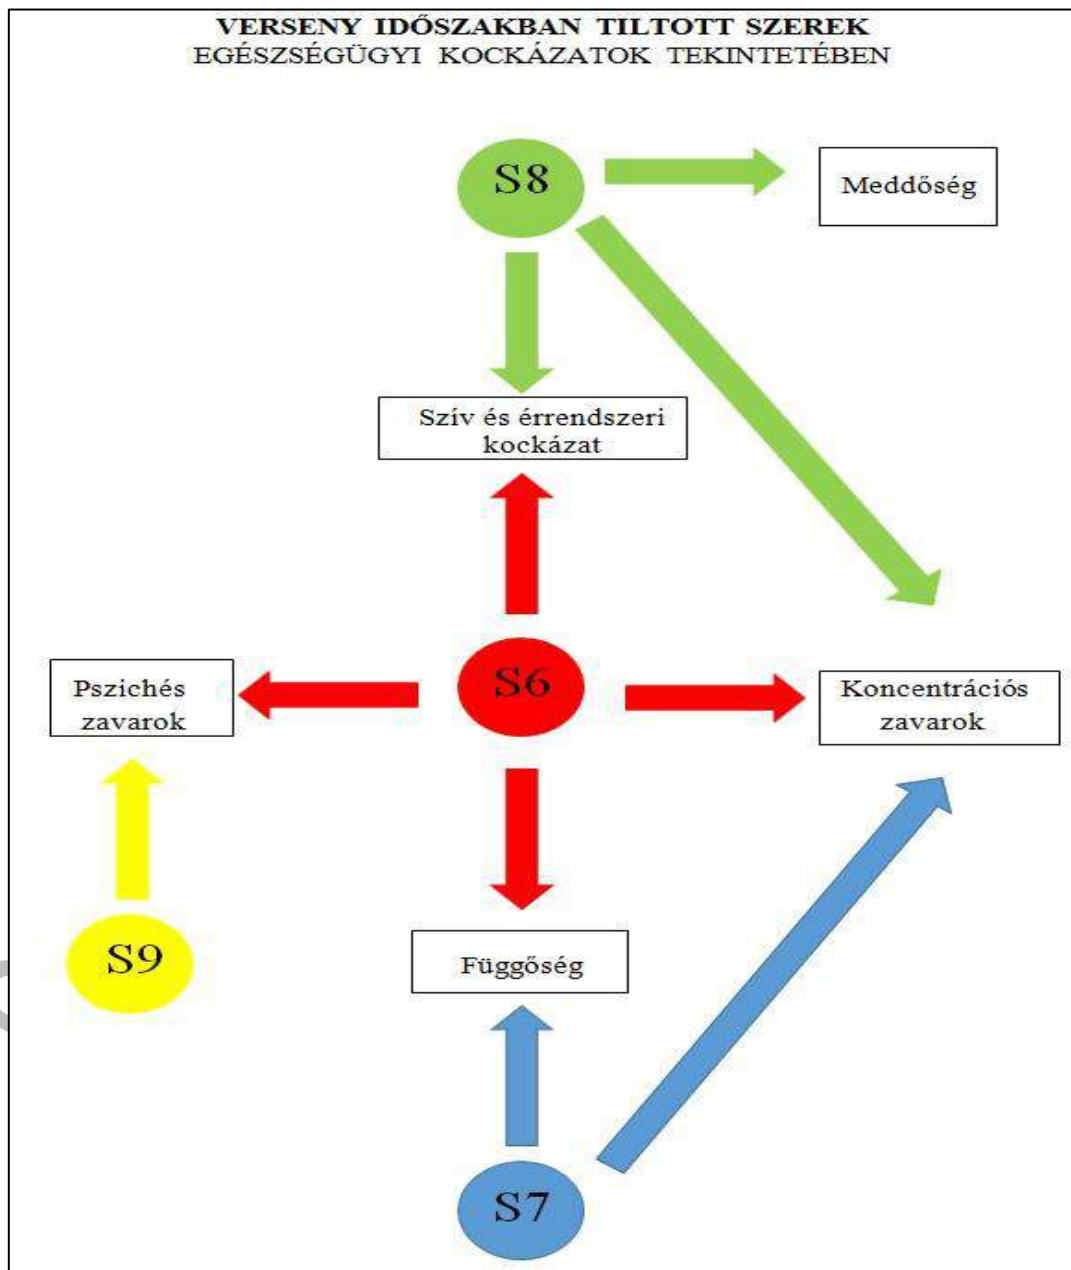 VERSENY IDŐSZAKBAN TILTOTT SZEREK
EGÉSZSÉGÜGYI KOCKÁZATOK TEKINTETÉBEN
S8
Meddőség
Szív és érrendszeri
kockázat
Pszichés
zavarok
S6
Koncentrációs
zavarok
S9
Függőség
S7